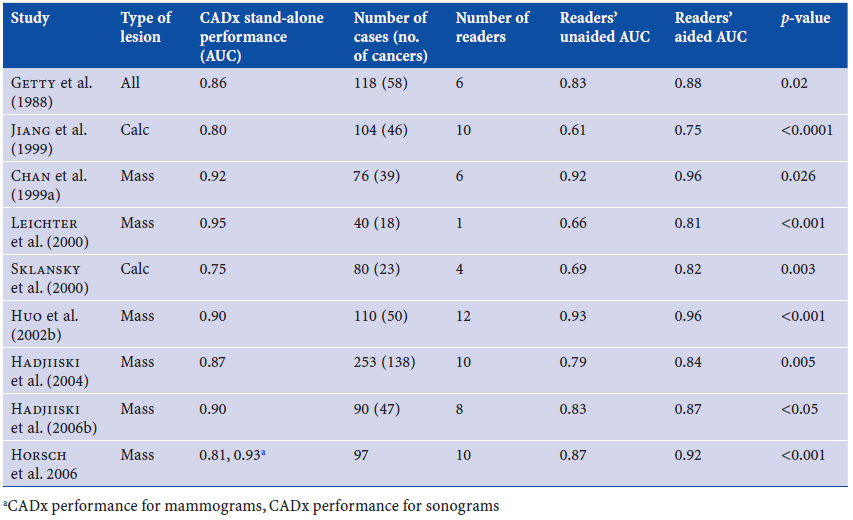 Study Type of lesion CADx stand-alone performance (AUC) Number of cases (no. of cancers) Number of readers Readers’ unaided AUC Readers’ aided AUC p-value
Getty et al. (1988) All 0.86 118 (58) 6 0.83 0.88 0.02
Jiang et al. (1999) Calc 0.80 104 (46) 10 0.61 0.75 <0.0001
Chan et al. (1999a) Mass 0.92 76 (39) 6 0.92 0.96 0.026
Leichter et al. (2000) Mass 0.95 40 (18) 1 0.66 0.81 <0.001
Sklansky et al. (2000) Calc 0.75 80 (23) 4 0.69 0.82 0.003
Huo et al. (2002b) Mass 0.90 110 (50) 12 0.93 0.96 <0.001
Hadjiiski et al. (2004) Mass 0.87 253 (138) 10 0.79 0.84 0.005
Hadjiiski et al. (2006b) Mass 0.90 90 (47) 8 0.83 0.87 <0.05
Horsch et al. 2006 Mass 0.81, 0.93a 97 10 0.87 0.92 <0.001
aCADx performance for mammograms, CADx performance for sonograms